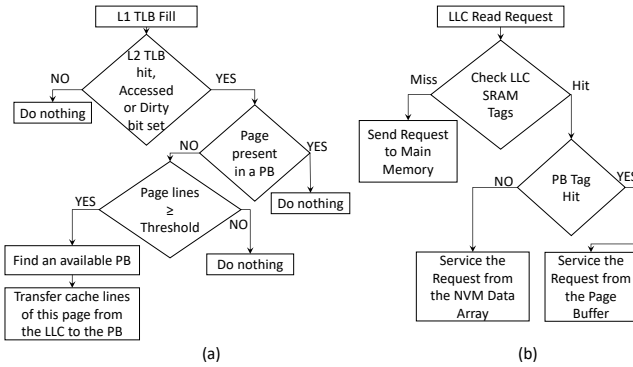 L1 TLB Fill
L2 TLB
hit,
Accessed
or Dirty
bit set
NO
YES
Do nothing
Page
present
in a PB
NO
YES
Do nothing
Page lines
≥
Threshold
YES
NO
Do nothing
Find an available PB
Transfer cache lines
of this page from
the LLC to the PB
(a)
LLC Read Request
Check LLC
SRAM
Tags
Miss
Hit
Send Request
to Main
Memory
PB Tag
Hit
NO
YES
Service the
Request from
the NVM Data
Array
Service the
Request from
the Page
Buffer
(b)